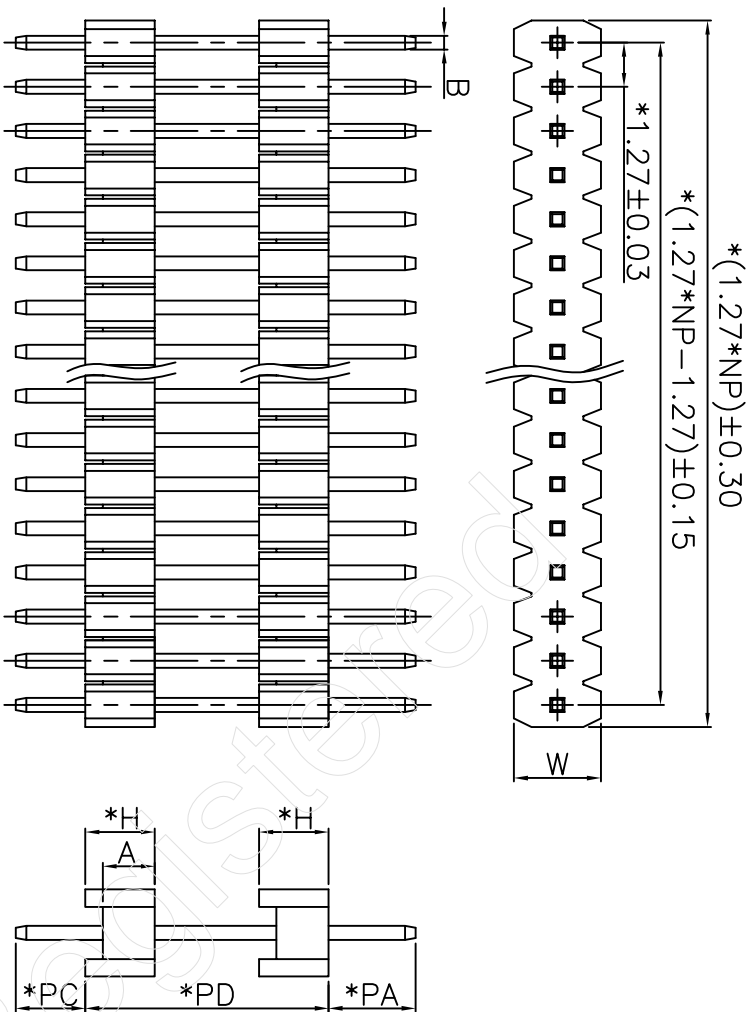 B
*1.27±0.03
*(1.27*NP-1.27)±0.15
*(1.27*NP)±0.30
W
*H
*H
A
*PC
*PD
*PA
egistered